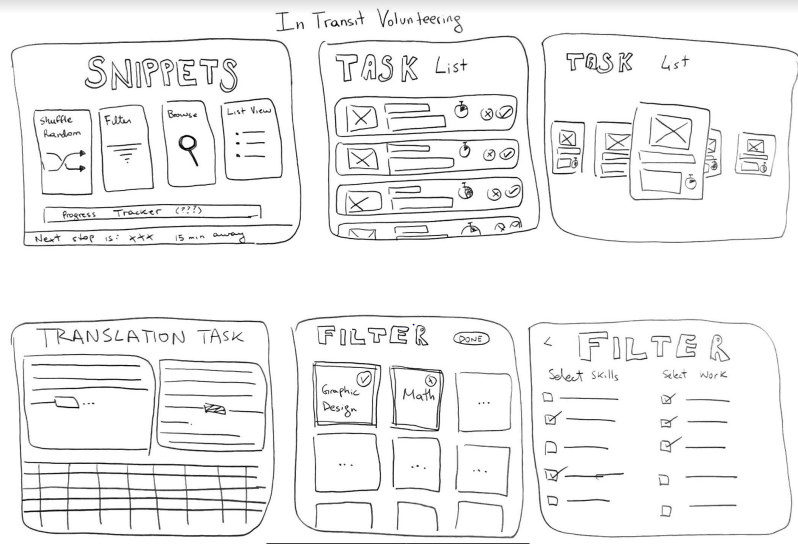 In Transit Volunteering
SNIPPETS
Shuffle
Random
Filter
Browse
List View
Progress Tracker (???)
Next stop is: xxx 15 min away
TASK List
TASK List
TRANSLATION TASK
...
FILTER
DONE
Graphic
Design
Math
...
...
...
...
< FILTER
Select Skills
Select Work